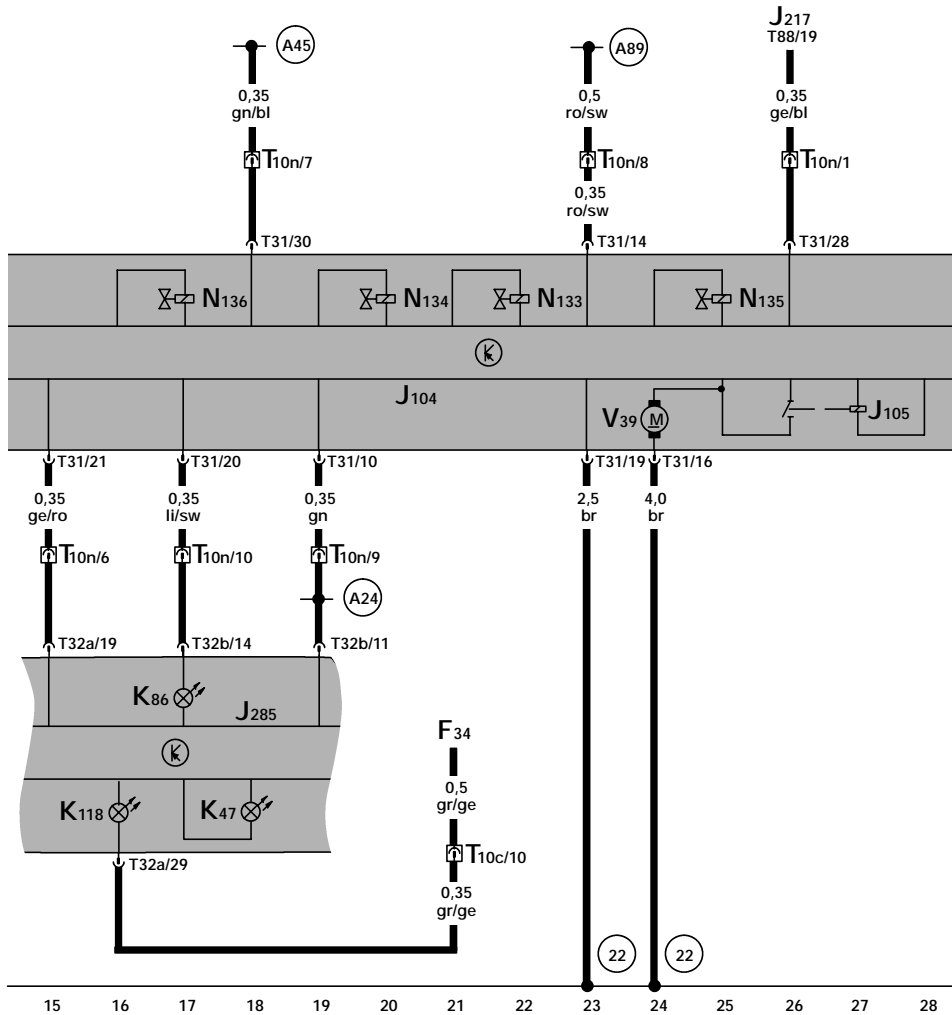 J217
T88/19
A45
A89
0,35
gn/bl
0,5
ro/sw
0,35
ge/bl
T10n/7
T10n/8
T10n/1
0,35
ro/sw
T31/30
T31/14
T31/28
N136
N134
N133
N135
J104
V39
M
J105
T31/21
T31/20
T31/10
T31/19
T31/16
0,35
ge/ro
0,35
li/sw
0,35
gn
2,5
br
4,0
br
T10n/6
T10n/10
T10n/9
A24
T32a/19
T32b/14
T32b/11
K86
J285
F34
K118
K47
0,5
gr/ge
T10c/10
T32a/29
0,35
gr/ge
22
22
15 16 17 18 19 20 21 22 23 24 25 26 27 28